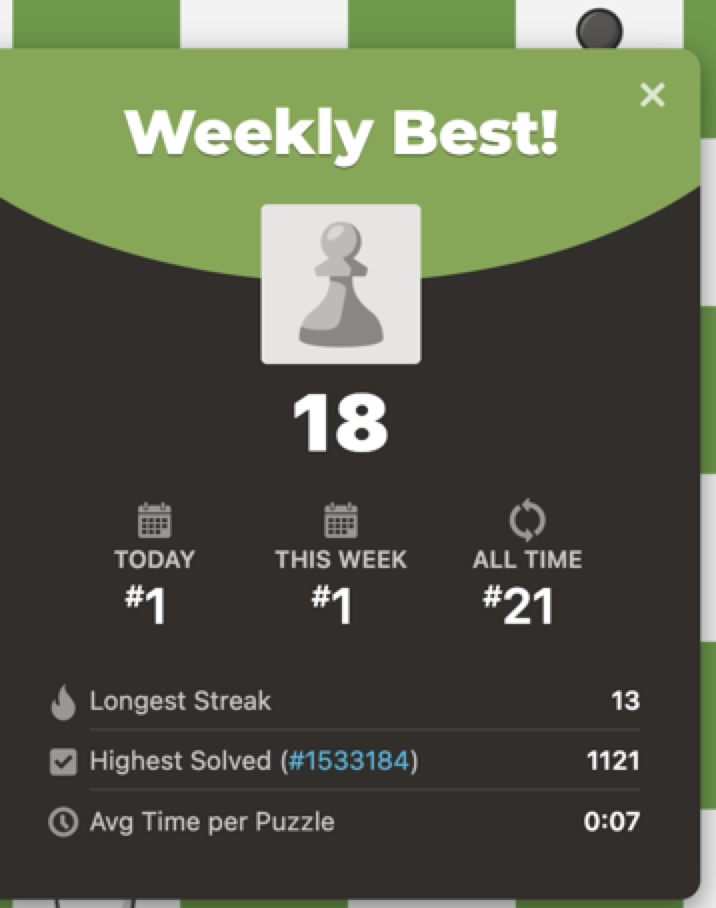 Weekly Best!
18
TODAY THIS WEEK ALL TIME
#1 #1 #21
Longest Streak 13
Highest Solved (#1533184) 1121
Avg Time per Puzzle 0:07